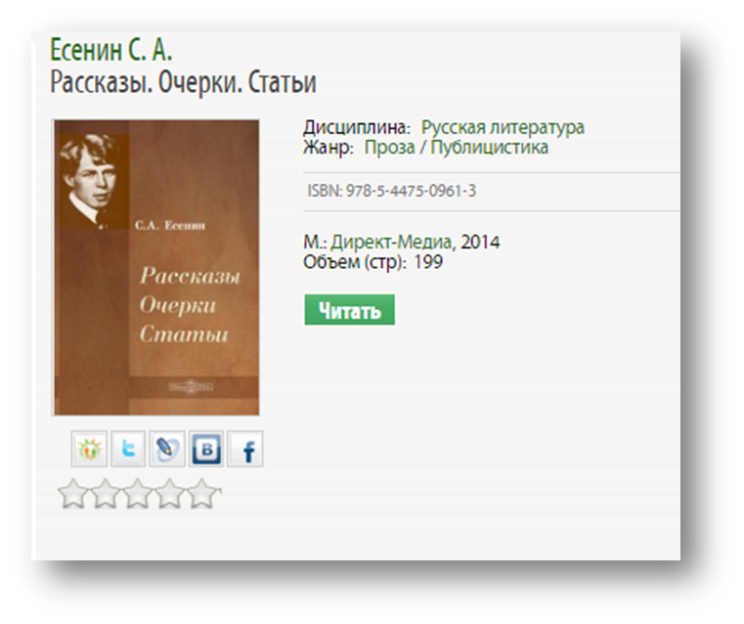 Есенин С. А.
Рассказы. Очерки. Статьи
Дисциплина: Русская литература
Жанр: Проза / Публицистика
ISBN: 978-5-4475-0961-3
М.: Директ-Медиа, 2014
Объем (стр): 199
Читать
С.А. Есенин
Рассказы
Очерки
Статьи